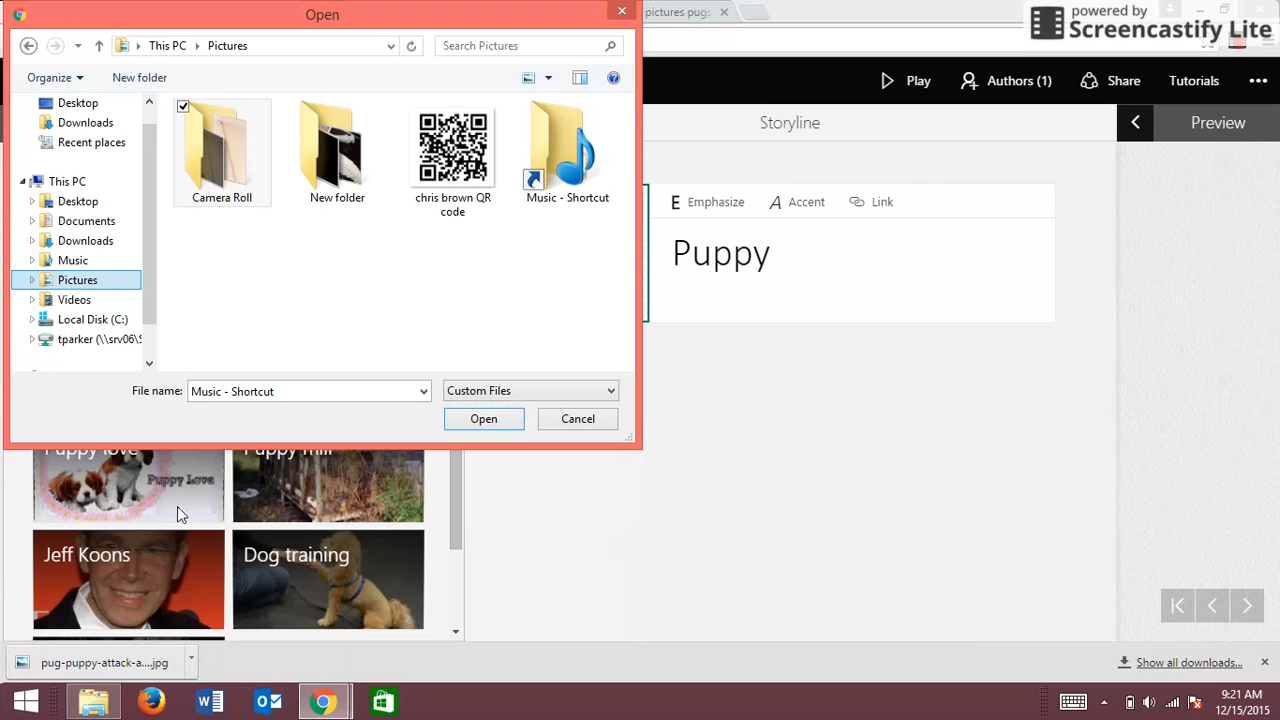 Open
pictures pugs
powered by
Screencastify Lite
This PC
Pictures
Search Pictures
Organize
New folder
Play
Authors (1)
Share
Tutorials
Desktop
Downloads
Recent places
This PC
Desktop
Documents
Downloads
Music
Pictures
Videos
Local Disk (C:)
tparker (\\srv06\S
Camera Roll
New folder
chris brown QR
code
Music - Shortcut
File name:
Music - Shortcut
Custom Files
Open
Cancel
Storyline
Preview
E Emphasize
A Accent
Link
Puppy
Puppy love
Puppy mill
Puppy Love
Jeff Koons
Dog training
pug-puppy-attack-a....jpg
Show all downloads...
9:21 AM
12/15/2015